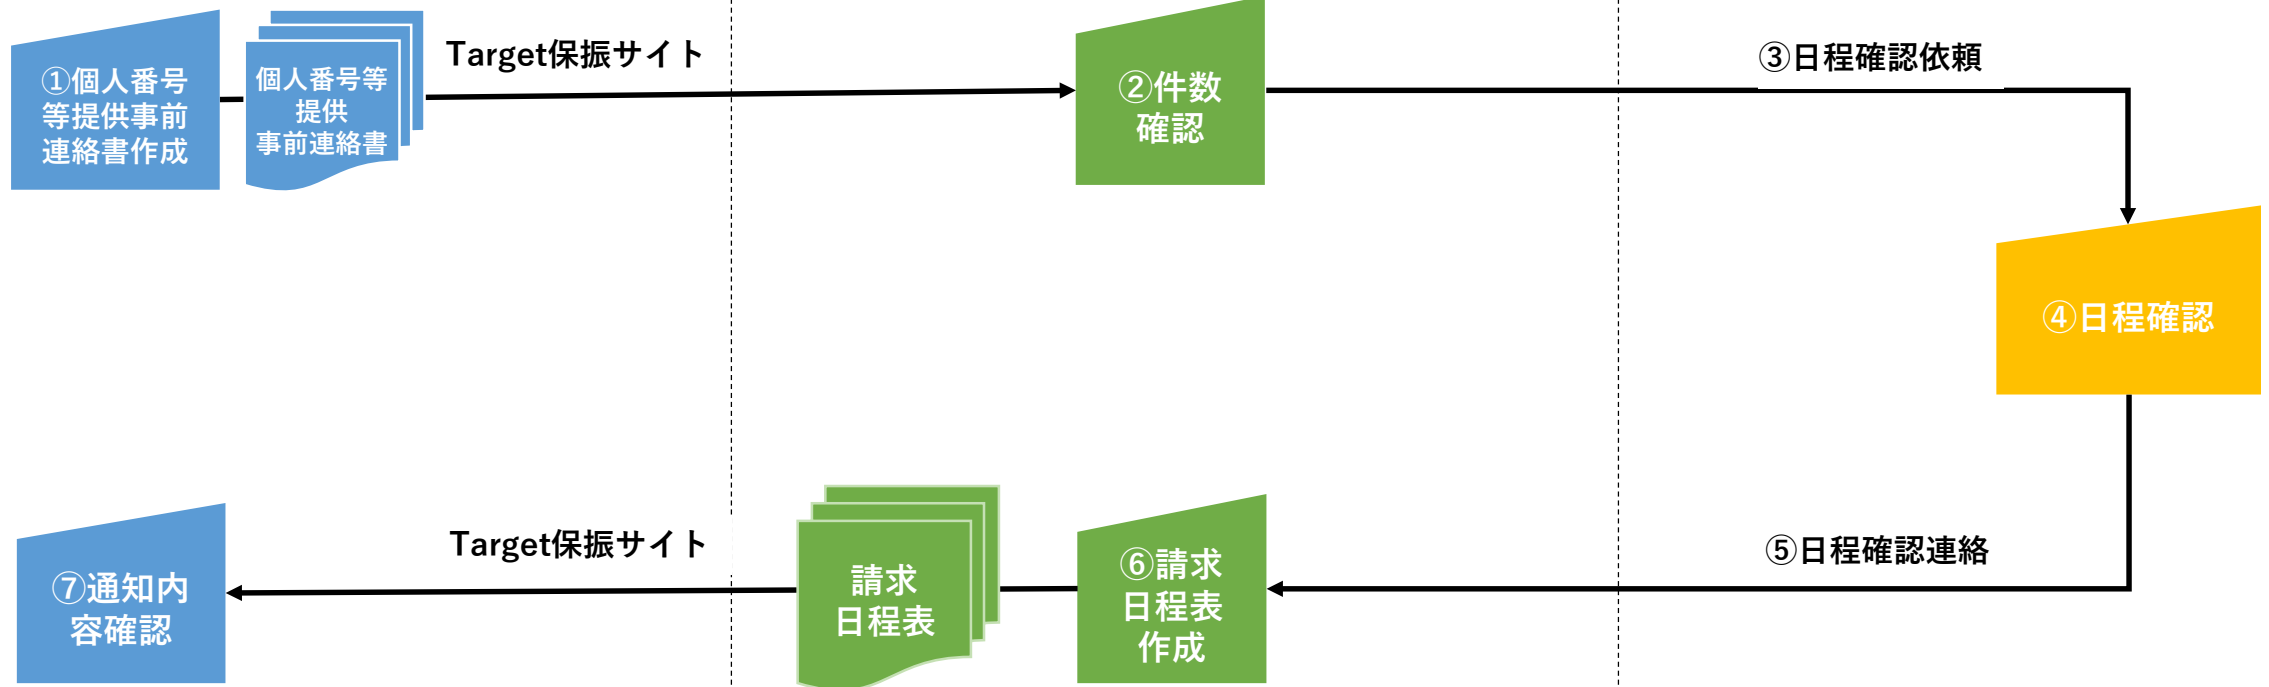 ①個人番号
等提供事前
連絡書作成
個人番号等
提供
事前連絡書
Target保振サイト
②件数
確認
③日程確認依頼
④日程確認
⑤日程確認連絡
⑥請求
日程表
作成
請求
日程表
Target保振サイト
⑦通知内
容確認